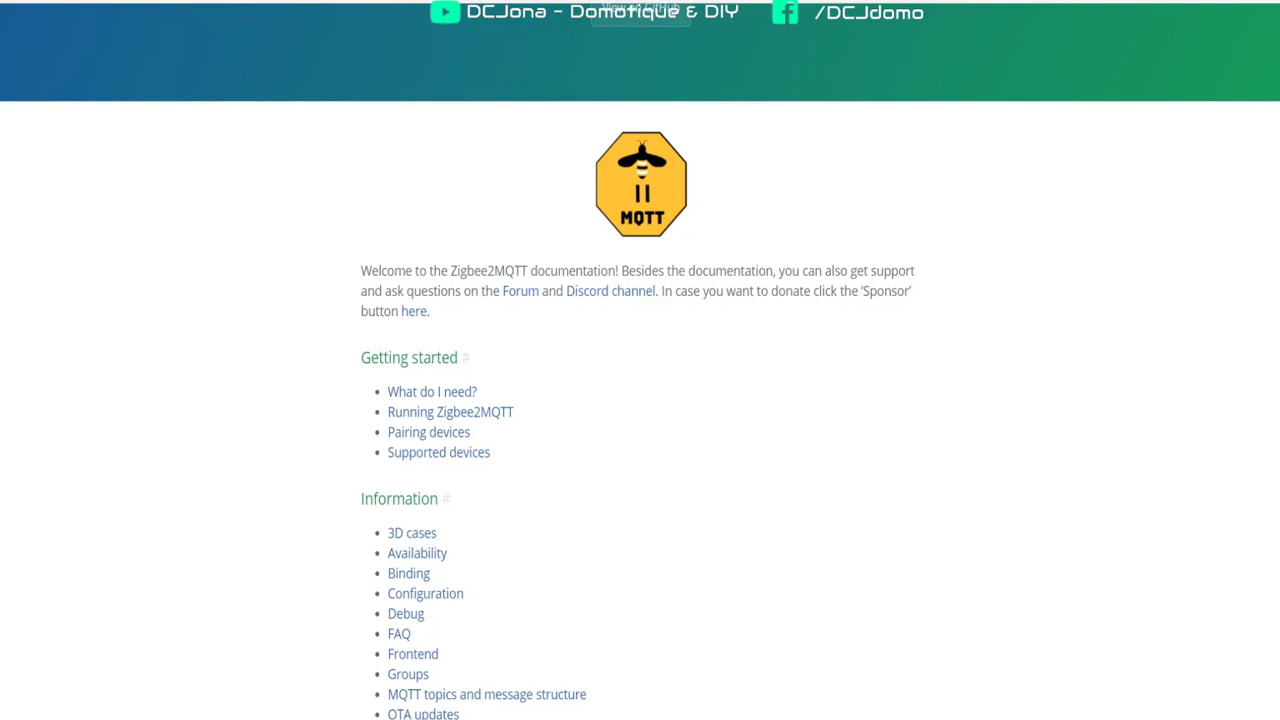 View on GitHub
DCJona - Domotique & DIY
/DCJdomo
MQTT
Welcome to the Zigbee2MQTT documentation! Besides the documentation, you can also get support
and ask questions on the Forum and Discord channel. In case you want to donate click the ‘Sponsor’
button here.
Getting started #
• What do I need?
• Running Zigbee2MQTT
• Pairing devices
• Supported devices
Information #
• 3D cases
• Availability
• Binding
• Configuration
• Debug
• FAQ
• Frontend
• Groups
• MQTT topics and message structure
• OTA updates